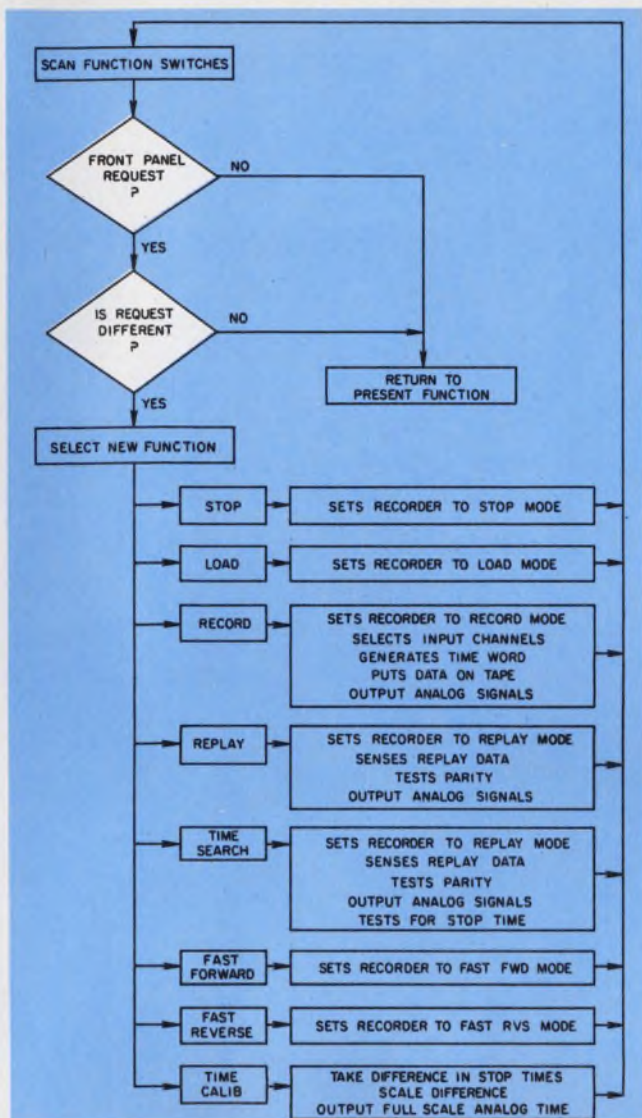 SCAN FUNCTION SWITCHES
FRONT PANEL
REQUEST
?
NO
YES
IS REQUEST
DIFFERENT
?
NO
RETURN TO
PRESENT FUNCTION
YES
SELECT NEW FUNCTION
STOP
SETS RECORDER TO STOP MODE
LOAD
SETS RECORDER TO LOAD MODE
RECORD
SETS RECORDER TO RECORD MODE
SELECTS INPUT CHANNELS
GENERATES TIME WORD
PUTS DATA ON TAPE
OUTPUT ANALOG SIGNALS
REPLAY
SETS RECORDER TO REPLAY MODE
SENSES REPLAY DATA
TESTS PARITY
OUTPUT ANALOG SIGNALS
TIME
SEARCH
SETS RECORDER TO REPLAY MODE
SENSES REPLAY DATA
TESTS PARITY
OUTPUT ANALOG SIGNALS
TESTS FOR STOP TIME
FAST
FORWARD
SETS RECORDER TO FAST FWD MODE
FAST
REVERSE
SETS RECORDER TO FAST RVS MODE
TIME
CALIB
TAKE DIFFERENCE IN STOP TIMES
SCALE DIFFERENCE
OUTPUT FULL SCALE ANALOG TIME